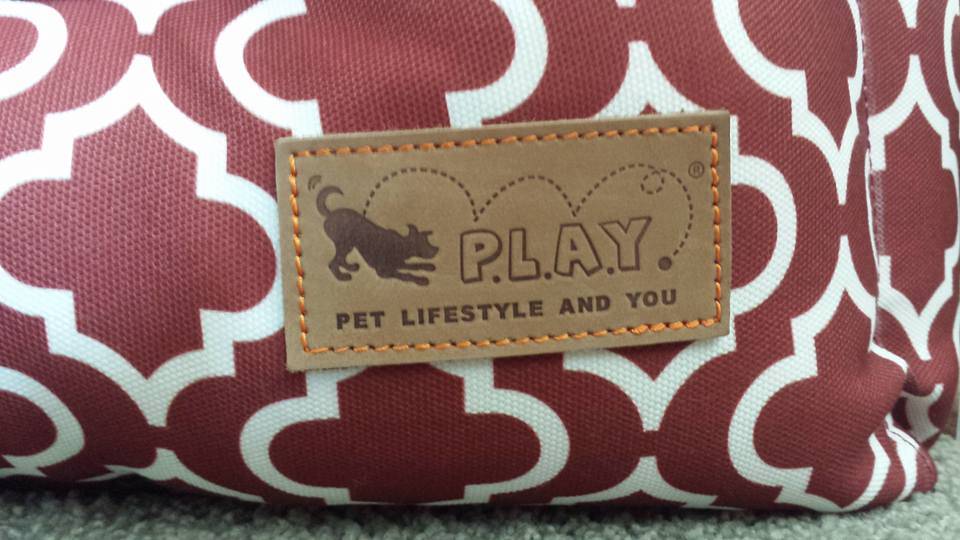 P.L.A.Y. ®
PET LIFESTYLE AND YOU